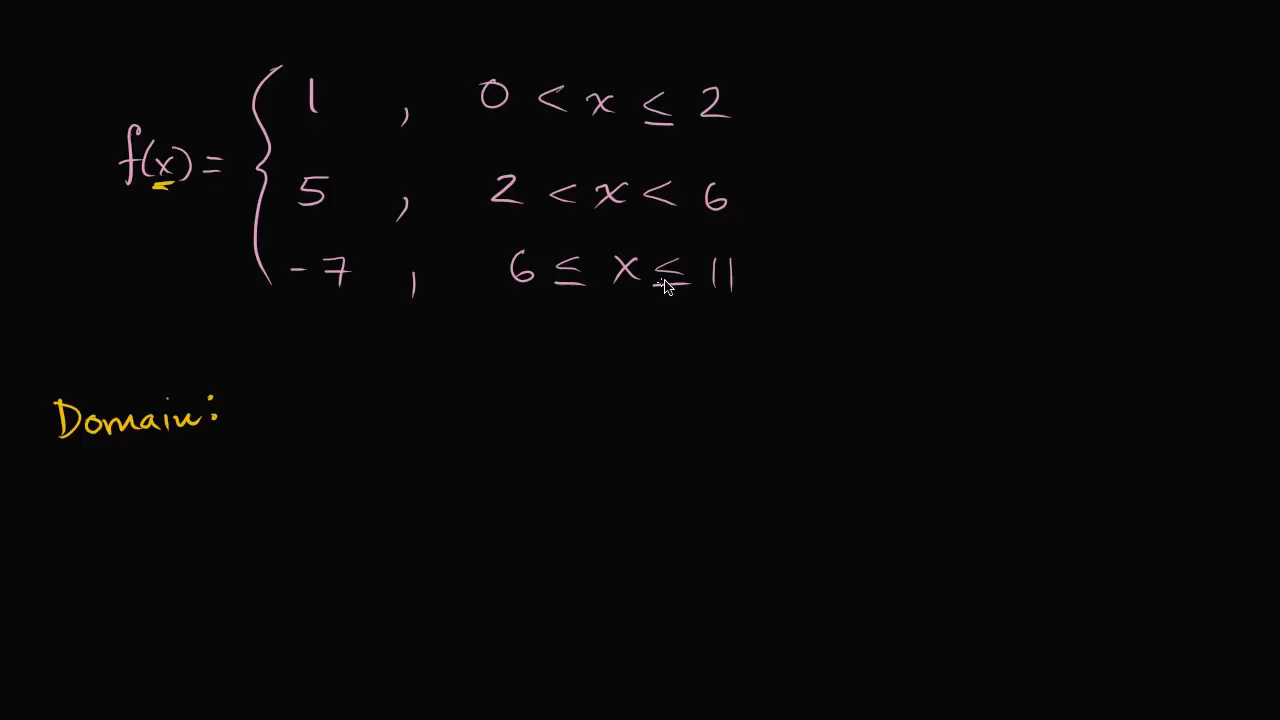 f(x) = { 1 , 0 < x ≤ 2
5 , 2 < x < 6
-7 , 6 ≤ x ≤ 11
Domain: